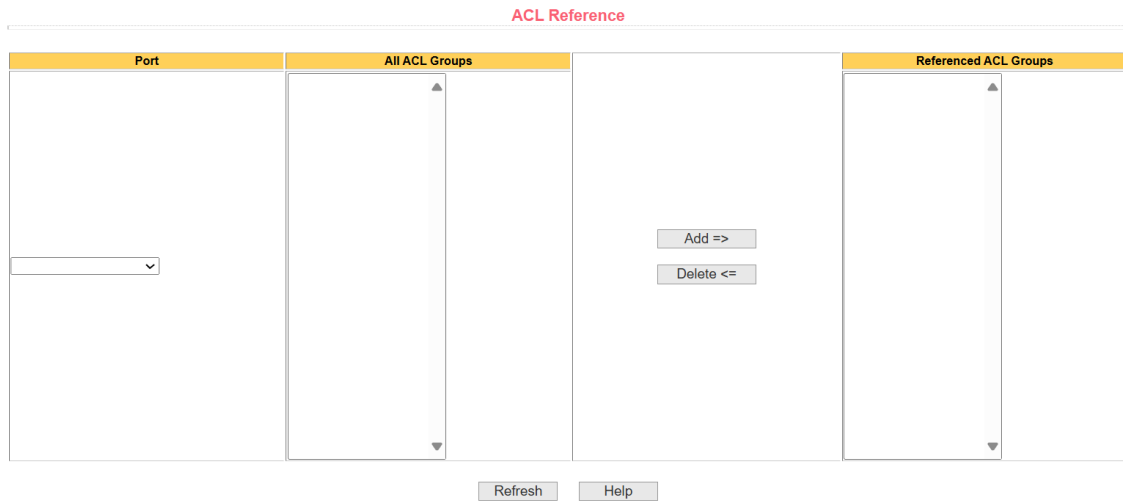 ACL Reference
Port
All ACL Groups
Referenced ACL Groups
Add =>
Delete <=
Refresh
Help